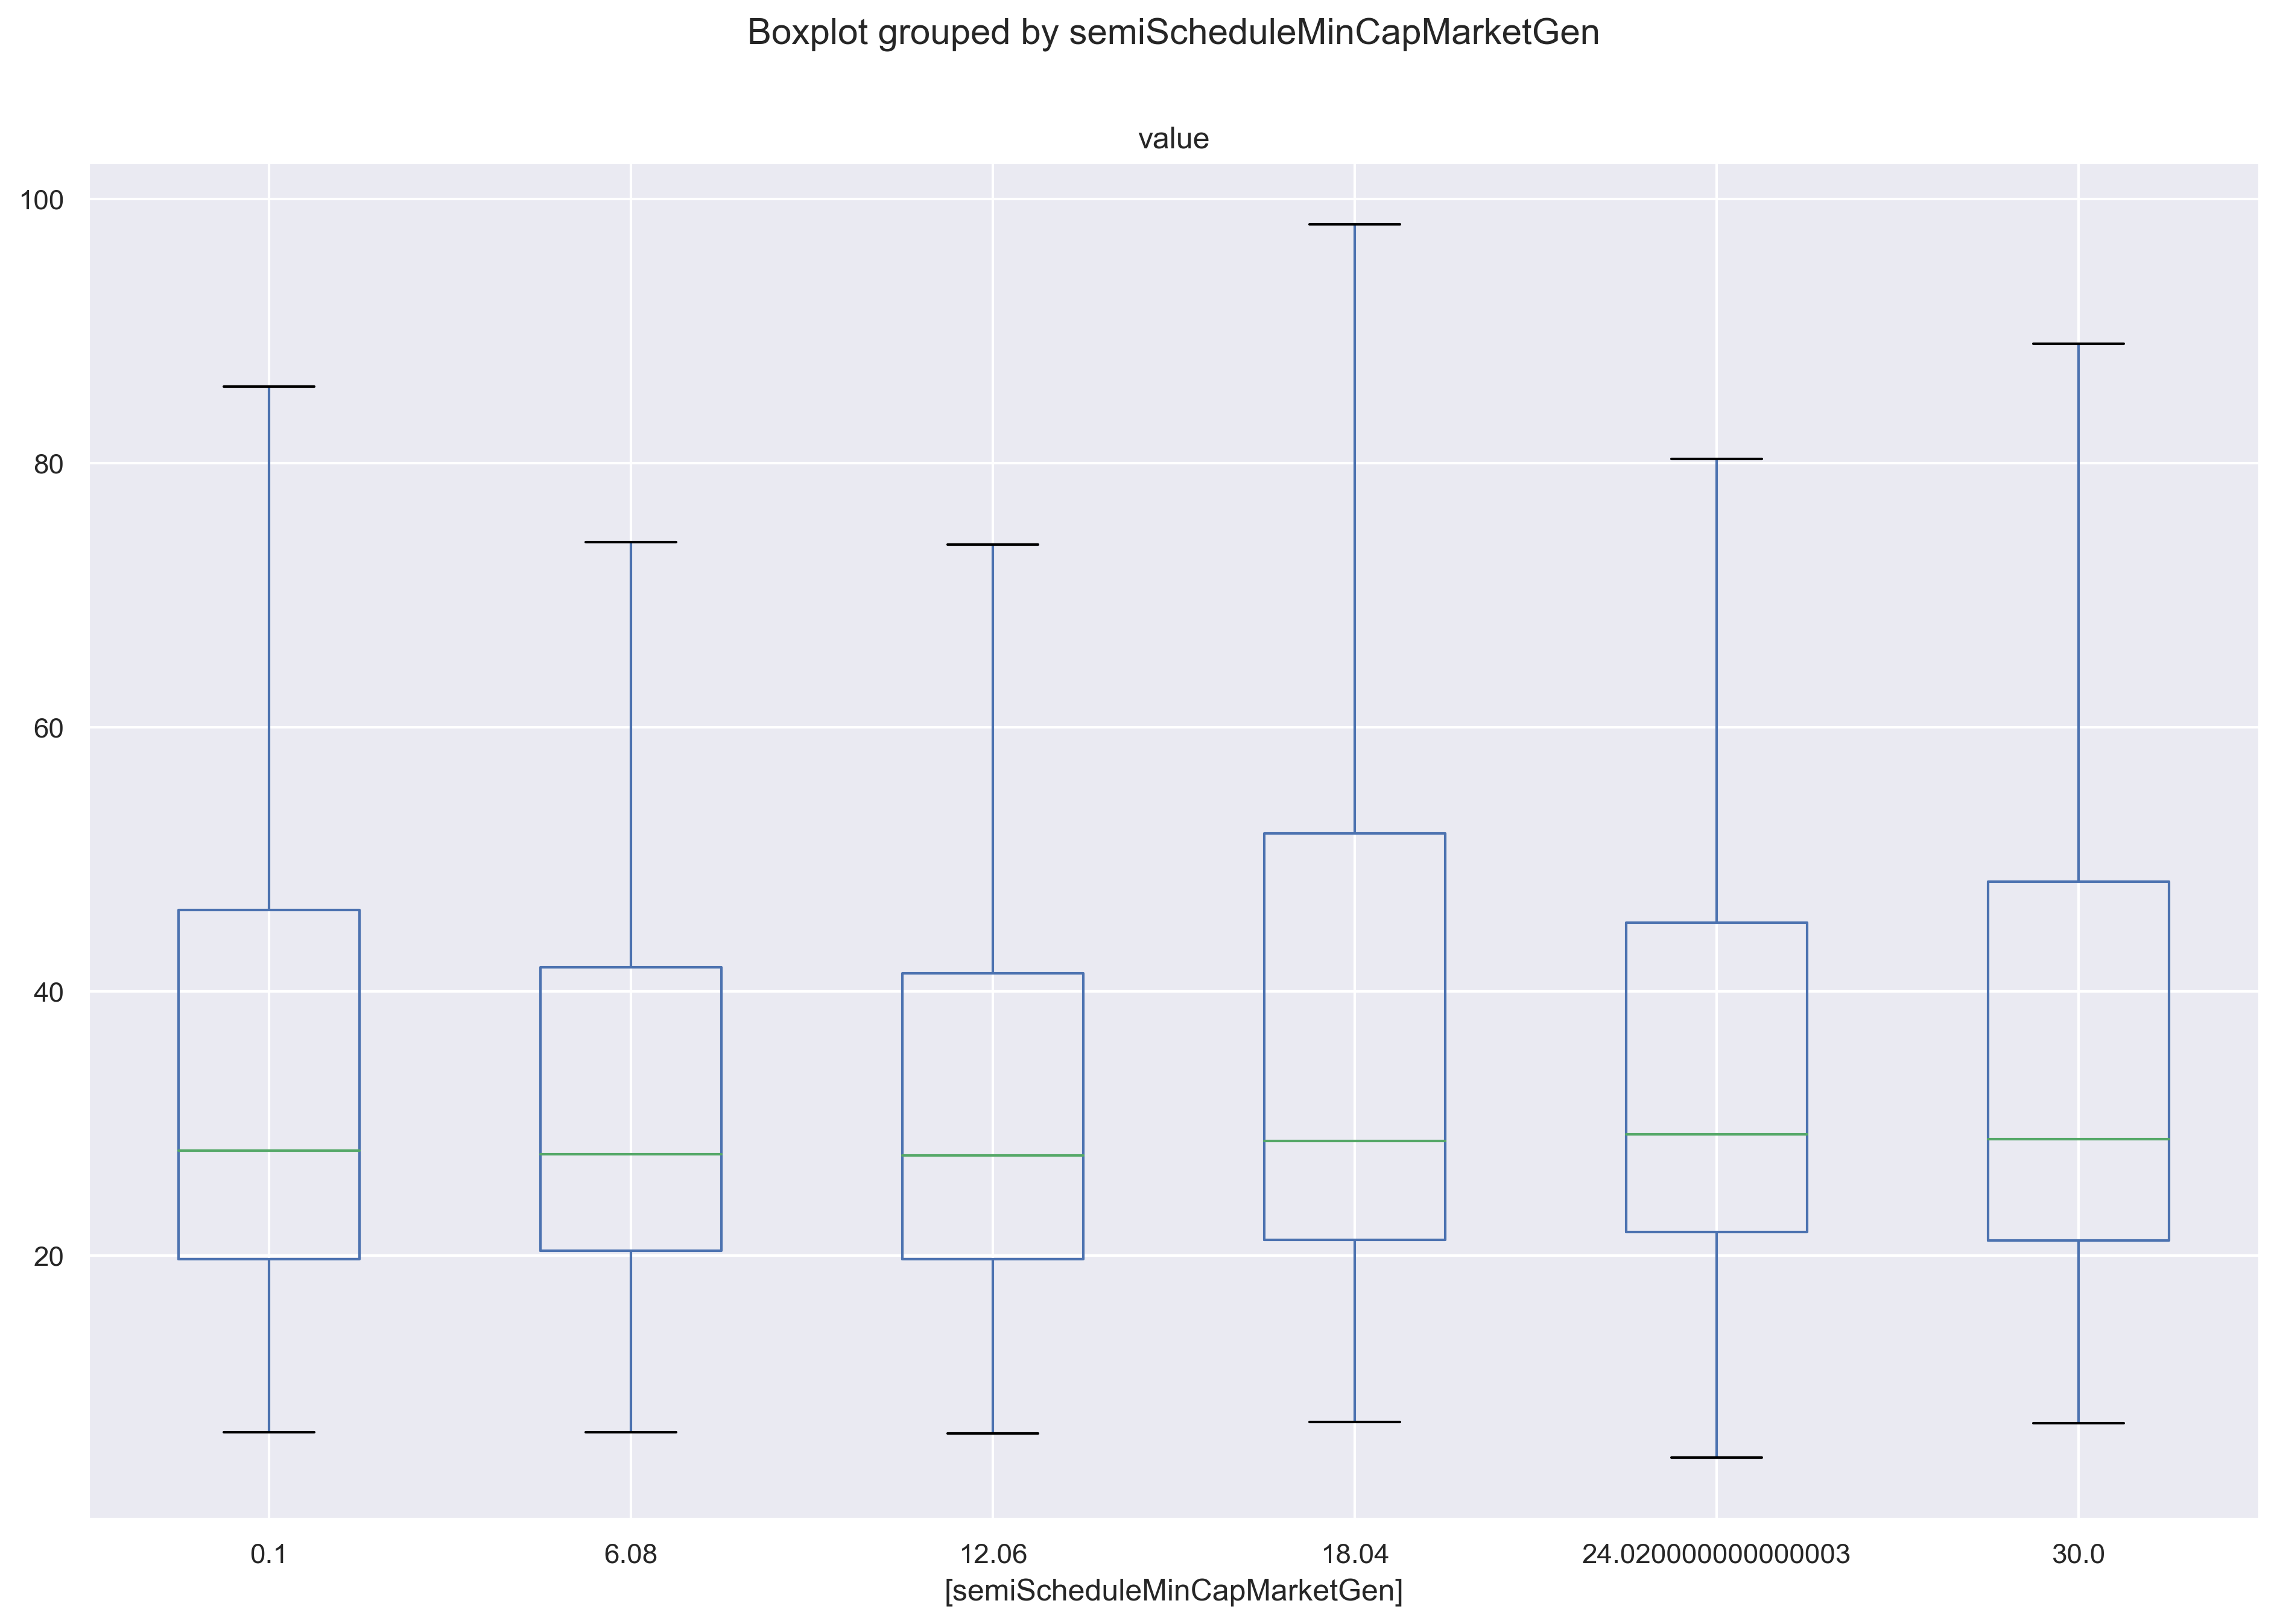 Boxplot grouped by semiScheduleMinCapMarketGen
value
100
80
60
40
20
0.1 6.08 12.06 18.04 24.020000000000003 30.0
[semiScheduleMinCapMarketGen]